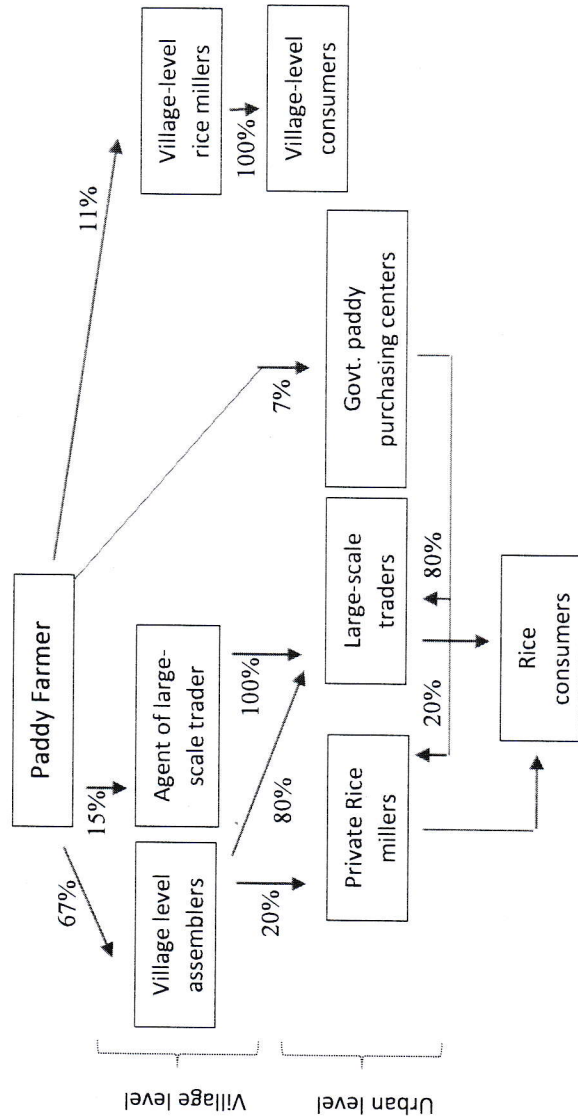 Paddy Farmer
67%
15%
7%
11%
Village level
Village level
assemblers
Agent of large-
scale trader
Village-level
rice millers
20%
80%
100%
100%
Village-level
consumers
Urban level
Private Rice
millers
Large-scale
traders
Govt. paddy
purchasing centers
20%
80%
Rice
consumers